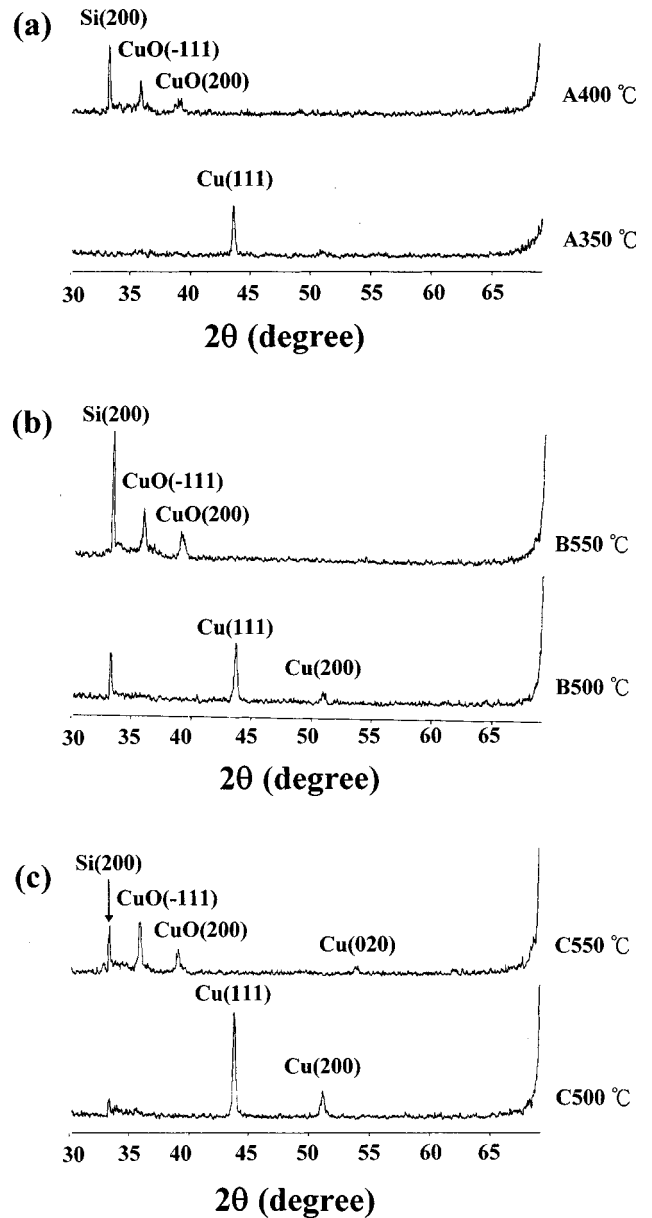 (a)
Si(200)
CuO(-111)
CuO(200)
A400 ℃
Cu(111)
A350 ℃
30 35 40 45 50 55 60 65
2θ (degree)
(b)
Si(200)
CuO(-111)
CuO(200)
B550 ℃
Cu(111)
Cu(200)
B500 ℃
30 35 40 45 50 55 60 65
2θ (degree)
(c)
Si(200)
CuO(-111)
CuO(200)
Cu(020)
C550 ℃
Cu(111)
Cu(200)
C500 ℃
30 35 40 45 50 55 60 65
2θ (degree)